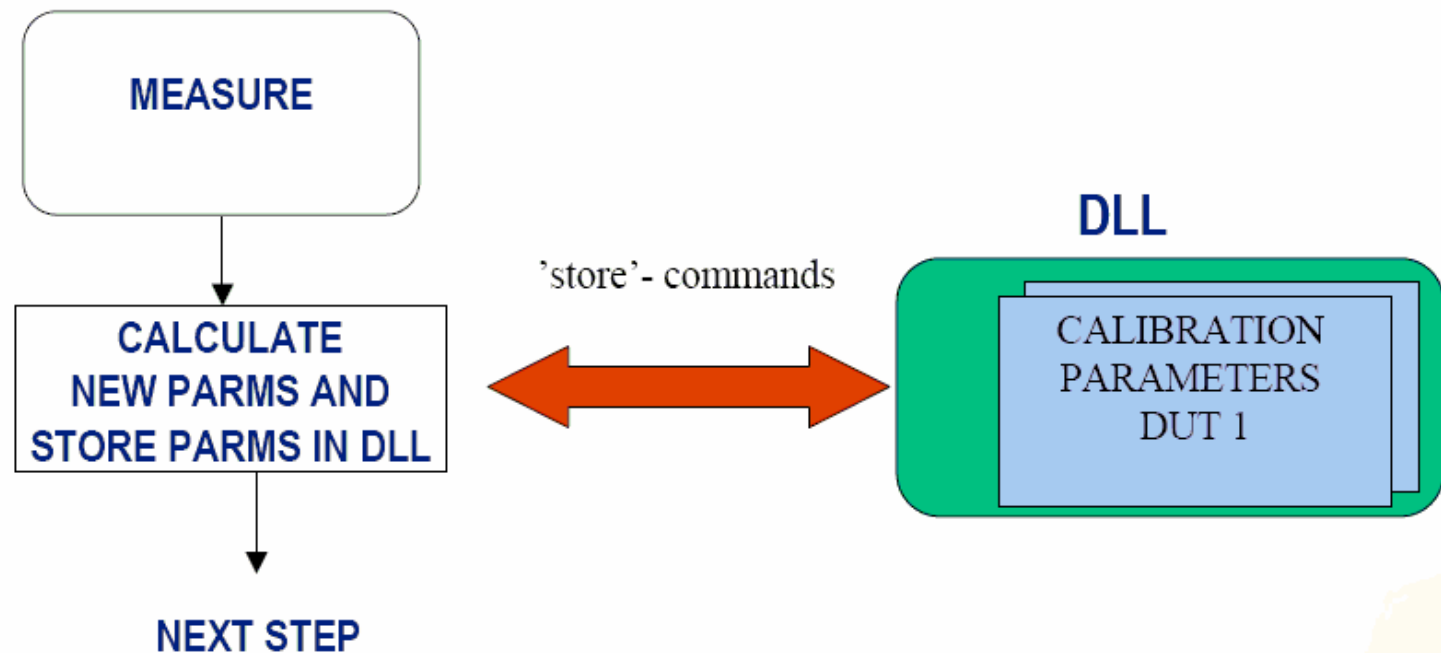 MEASURE
CALCULATE
NEW PARMS AND
STORE PARMS IN DLL
NEXT STEP
’store’- commands
DLL
CALIBRATION
PARAMETERS
DUT 1